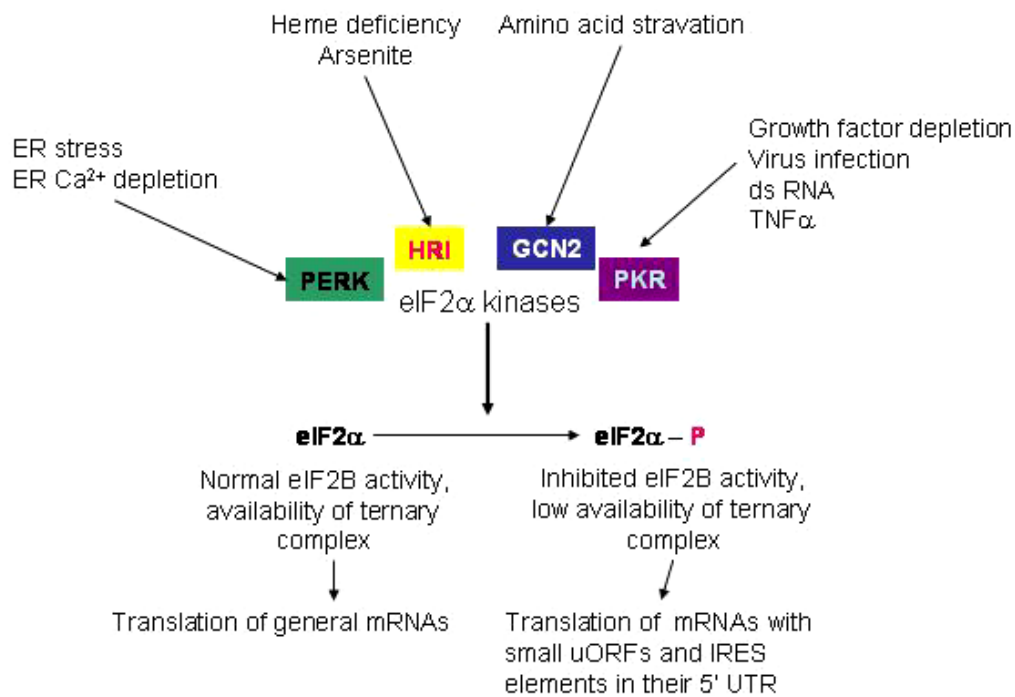 Heme deficiency
Arsenite
Amino acid stravation
Growth factor depletion
Virus infection
ds RNA
TNFα
ER stress
ER Ca²⁺ depletion
HRI
GCN2
PERK
PKR
eIF2α kinases
eIF2α
eIF2α – P
Normal eIF2B activity,
availability of ternary
complex
Inhibited eIF2B activity,
low availability of ternary
complex
Translation of general mRNAs
Translation of mRNAs with
small uORFs and IRES
elements in their 5' UTR